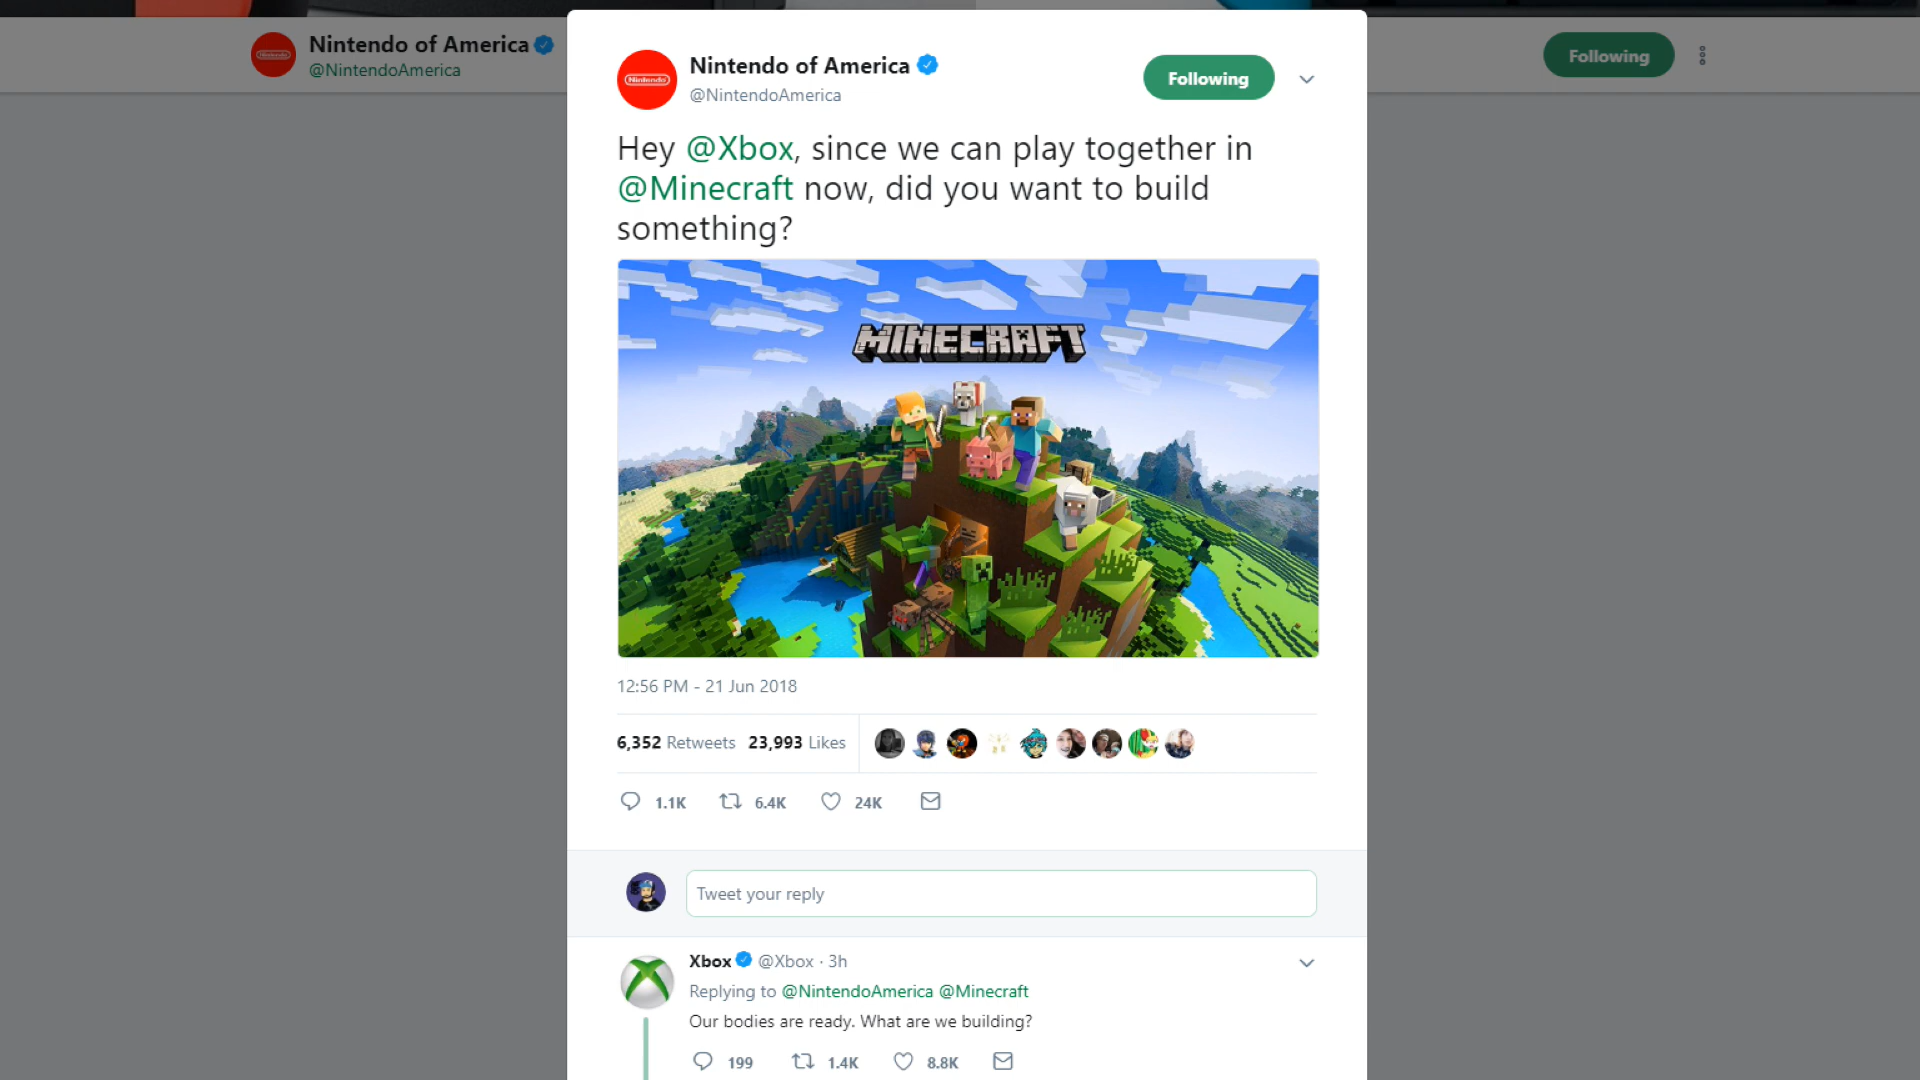 Nintendo of America
@NintendoAmerica
Following
Nintendo
Nintendo of America
@NintendoAmerica
Following
Hey @Xbox, since we can play together in
@Minecraft now, did you want to build
something?
MINECRAFT
12:56 PM - 21 Jun 2018
6,352 Retweets 23,993 Likes
1.1K 6.4K 24K
Tweet your reply
Xbox @Xbox · 3h
Replying to @NintendoAmerica @Minecraft
Our bodies are ready. What are we building?
199 1.4K 8.8K